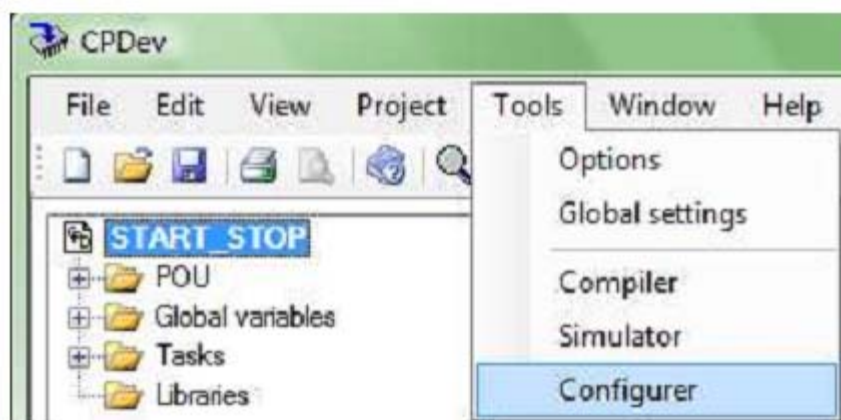 CPDev
File Edit View Project Tools Window Help
Options
Global settings
Compiler
Simulator
Configurer
START_STOP
POU
Global variables
Tasks
Libraries